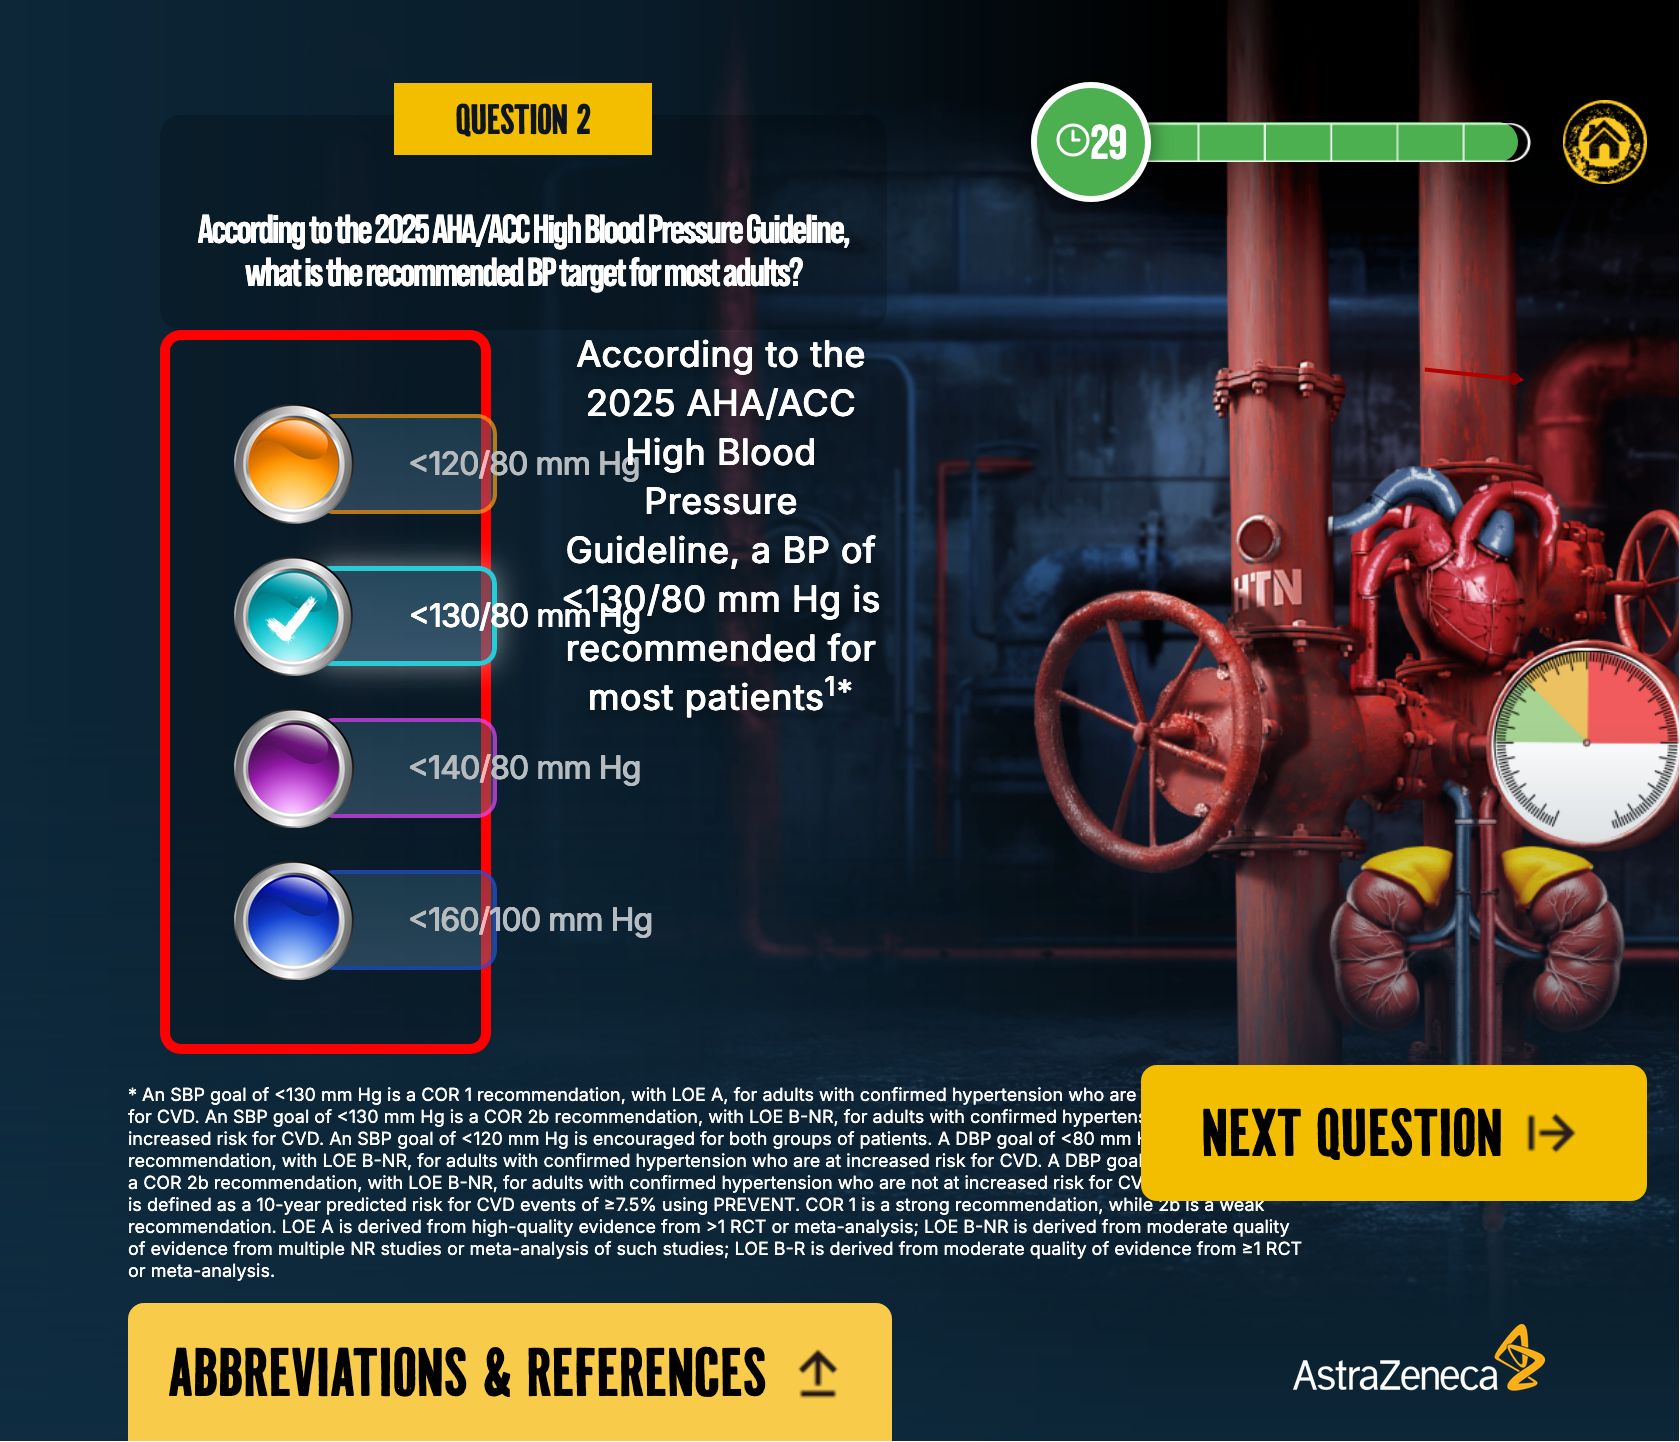 QUESTION 2
29
According to the 2025 AHA/ACC High Blood Pressure Guideline,
what is the recommended BP target for most adults?
<120/80 mm Hg
<130/80 mm Hg
<140/80 mm Hg
<160/100 mm Hg
According to the
2025 AHA/ACC
High Blood
Pressure
Guideline, a BP of
<130/80 mm Hg is
recommended for
most patients¹*
HTN
* An SBP goal of <130 mm Hg is a COR 1 recommendation, with LOE A, for adults with confirmed hypertension who are
for CVD. An SBP goal of <130 mm Hg is a COR 2b recommendation, with LOE B-NR, for adults with confirmed hypertens
increased risk for CVD. An SBP goal of <120 mm Hg is encouraged for both groups of patients. A DBP goal of <80 mm H
recommendation, with LOE B-NR, for adults with confirmed hypertension who are at increased risk for CVD. A DBP goal
a COR 2b recommendation, with LOE B-NR, for adults with confirmed hypertension who are not at increased risk for CV
is defined as a 10-year predicted risk for CVD events of ≥7.5% using PREVENT. COR 1 is a strong recommendation, while 2b is a weak
recommendation. LOE A is derived from high-quality evidence from >1 RCT or meta-analysis; LOE B-NR is derived from moderate quality
of evidence from multiple NR studies or meta-analysis of such studies; LOE B-R is derived from moderate quality of evidence from ≥1 RCT
or meta-analysis.
NEXT QUESTION
ABBREVIATIONS & REFERENCES
AstraZeneca